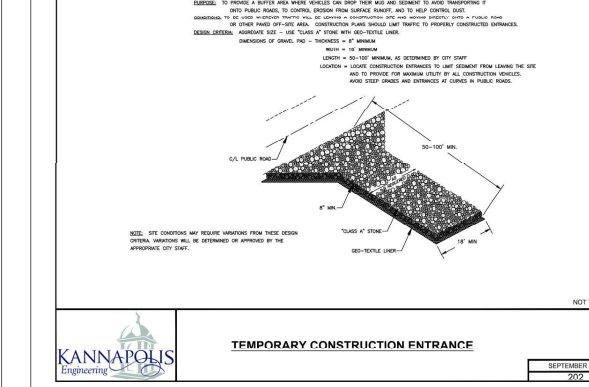 PURPOSE: TO PROVIDE A BUFFER AREA WHERE VEHICLES CAN DROP THEIR MUD AND SEDIMENT TO AVOID TRANSPORTING IT
ONTO PUBLIC ROADS, TO CONTROL EROSION FROM SURFACE RUNOFF, AND TO HELP CONTROL DUST.
CONDITIONS: TO BE USED WHEREVER TRAFFIC WILL BE LEAVING A CONSTRUCTION SITE AND MOVING DIRECTLY ONTO A PUBLIC ROAD
OR OTHER PAVED OFF-SITE AREA. CONSTRUCTION PLANS SHOULD LIMIT TRAFFIC TO PROPERLY CONSTRUCTED ENTRANCES.
DESIGN CRITERIA: AGGREGATE SIZE - USE "CLASS A" STONE WITH GEO-TEXTILE LINER.
DIMENSIONS OF GRAVEL PAD - THICKNESS = 8" MINIMUM
WIDTH = 18' MINIMUM
LENGTH = 50-100' MINIMUM, AS DETERMINED BY CITY STAFF
LOCATION = LOCATE CONSTRUCTION ENTRANCES TO LIMIT SEDIMENT FROM LEAVING THE SITE
AND TO PROVIDE FOR MAXIMUM UTILITY BY ALL CONSTRUCTION VEHICLES.
AVOID STEEP GRADES AND ENTRANCES AT CURVES IN PUBLIC ROADS.
50-100' MIN.
C/L PUBLIC ROAD
8" MIN.
"CLASS A" STONE
18' MIN
GEO-TEXTILE LINER
NOTE: SITE CONDITIONS MAY REQUIRE VARIATIONS FROM THESE DESIGN
CRITERIA. VARIATIONS WILL BE DETERMINED OR APPROVED BY THE
APPROPRIATE CITY STAFF.
NOT
KANNAPOLIS
Engineering
TEMPORARY CONSTRUCTION ENTRANCE
SEPTEMBER
202